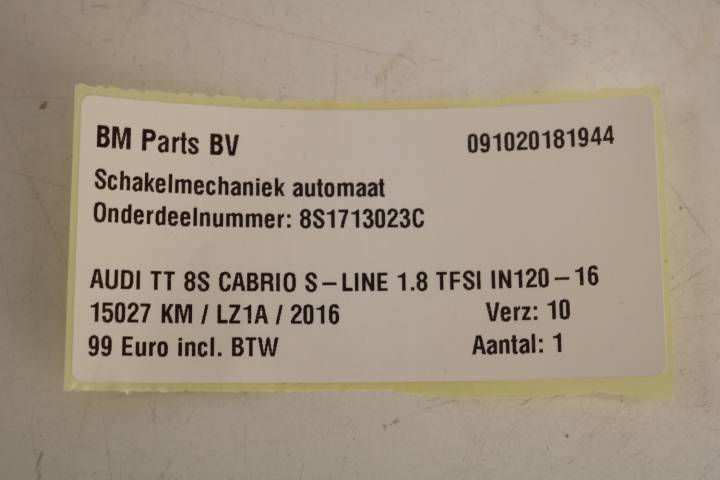 BM Parts BV 091020181944
Schakelmechaniek automaat
Onderdeelnummer: 8S1713023C
AUDI TT 8S CABRIO S-LINE 1.8 TFSI IN120-16
15027 KM / LZ1A / 2016 Verz: 10
99 Euro incl. BTW Aantal: 1